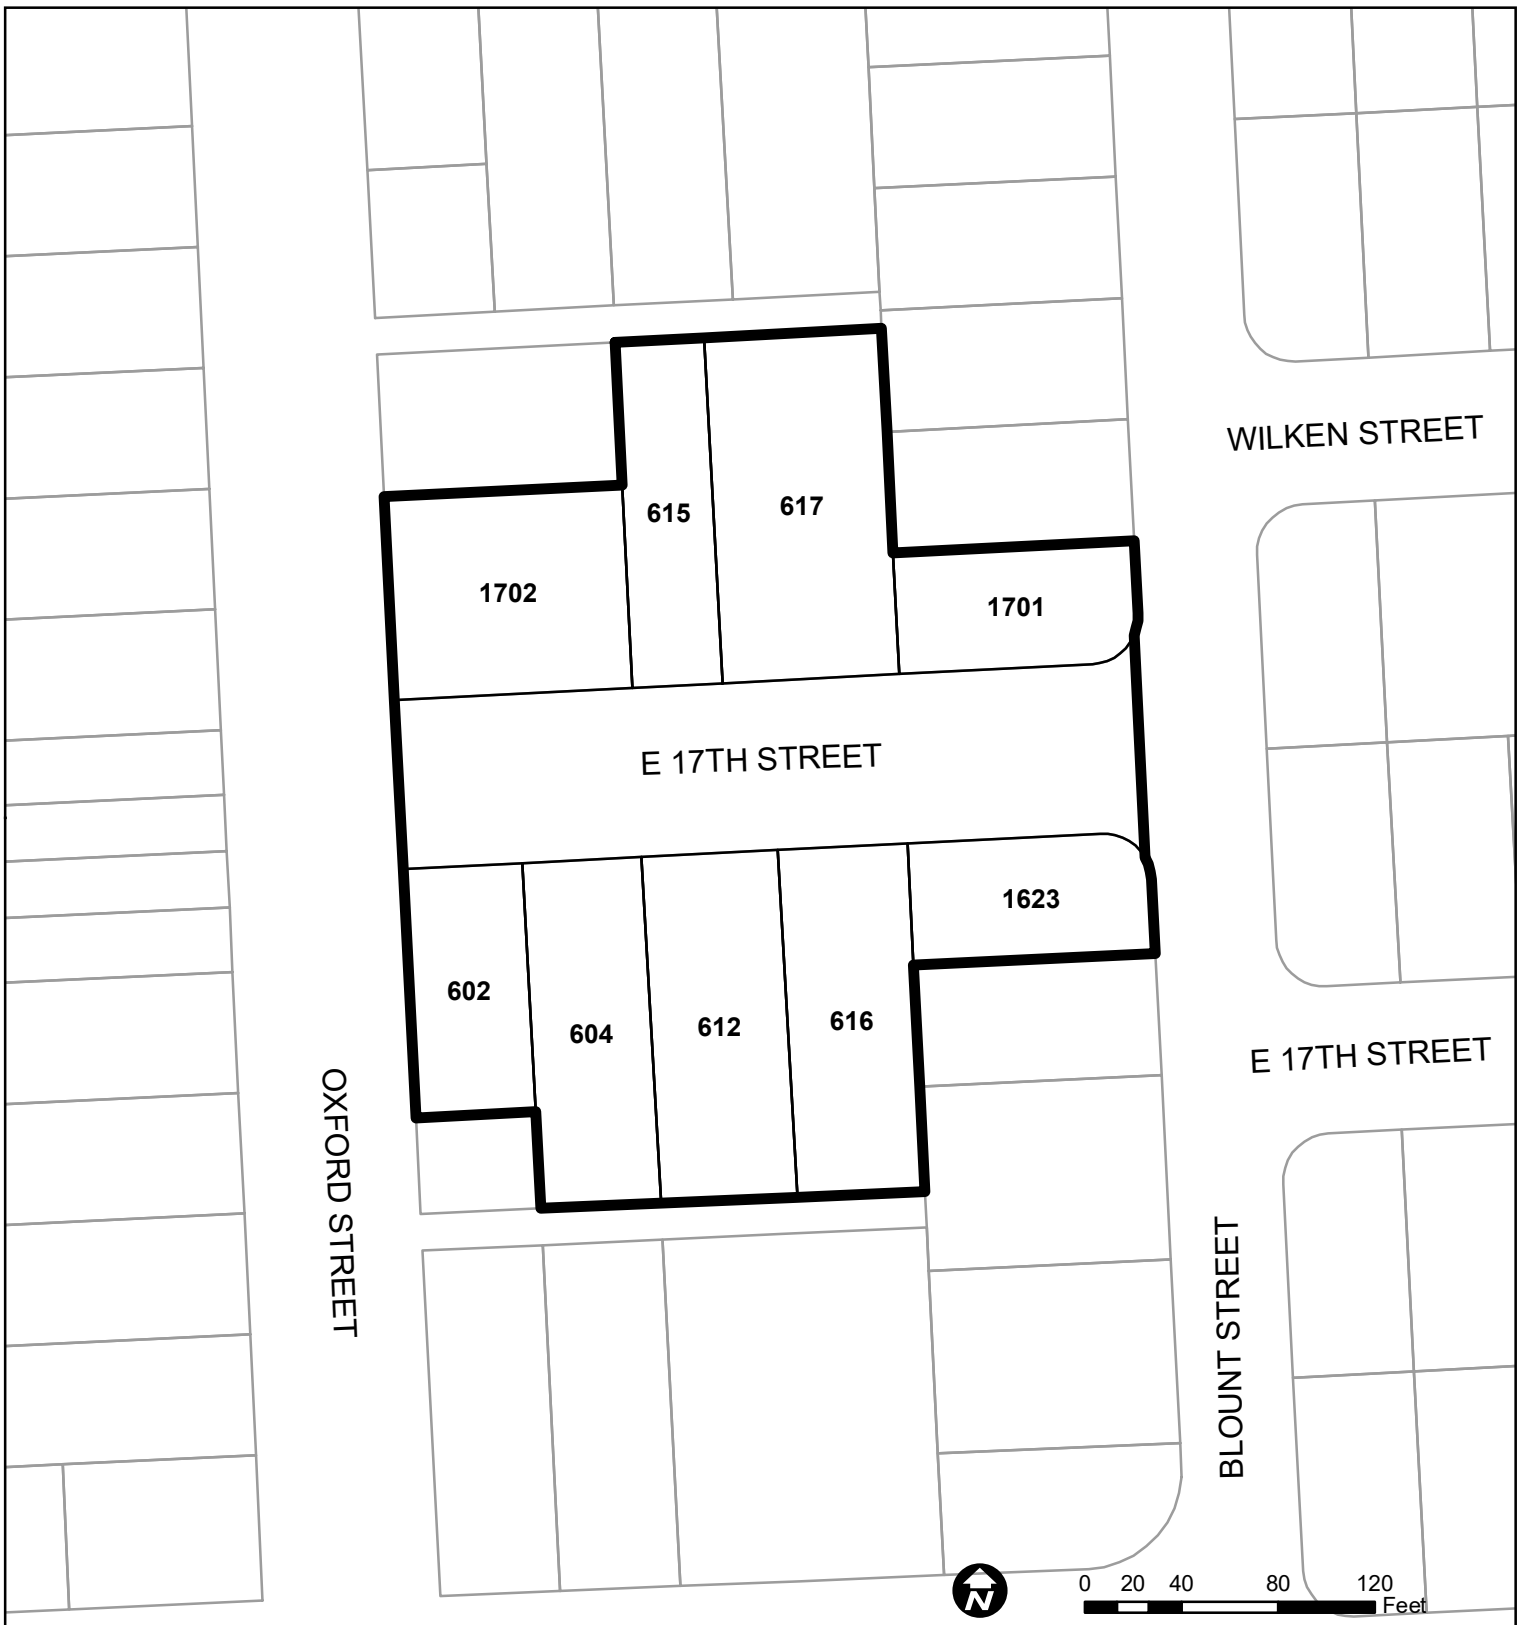 WILKEN STREET
615
617
1702
1701
E 17TH STREET
1623
602
604
612
616
E 17TH STREET
OXFORD STREET
BLOUNT STREET
N
0 20 40 80 120
Feet